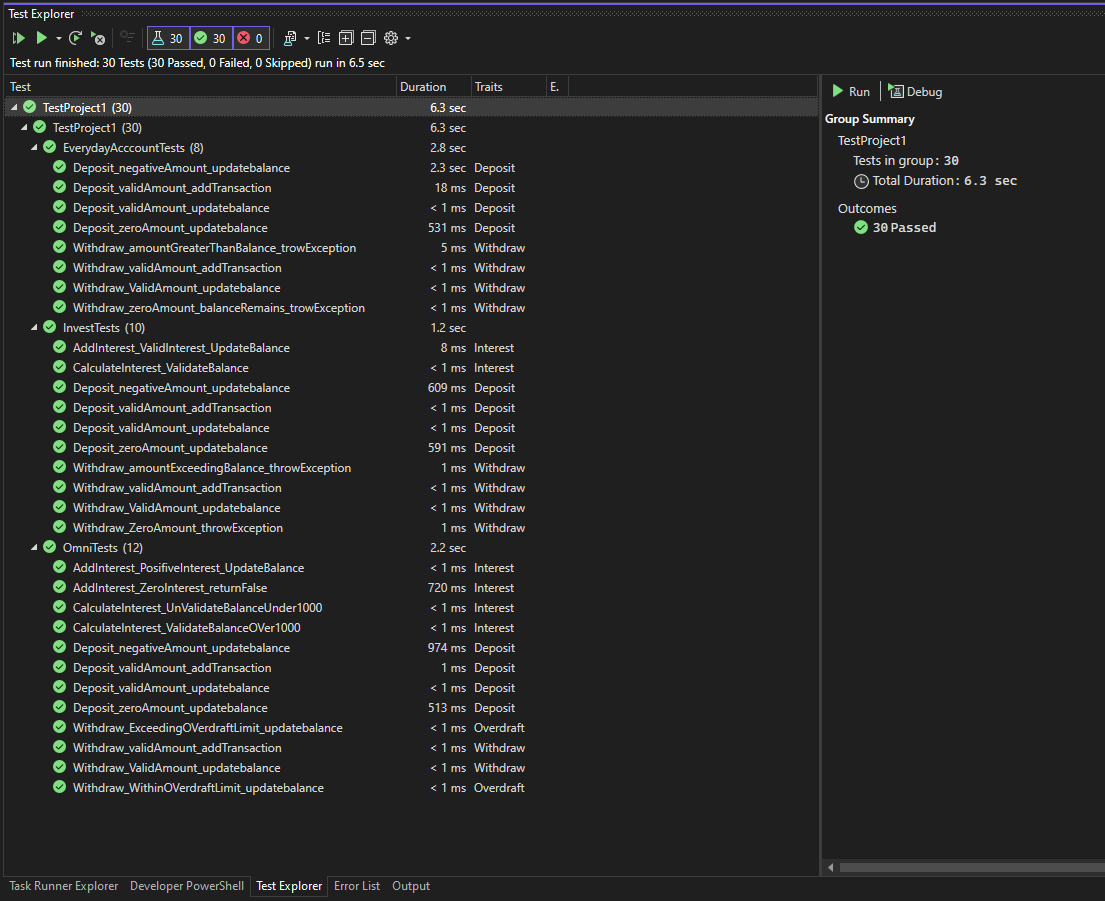 Test Explorer
30 30 0
Test run finished: 30 Tests (30 Passed, 0 Failed, 0 Skipped) run in 6.5 sec
Test Duration Traits E.
TestProject1 (30) 6.3 sec
TestProject1 (30) 6.3 sec
EverydayAcccountTests (8) 2.8 sec
Deposit_negativeAmount_updatebalance 2.3 sec Deposit
Deposit_validAmount_addTransaction 18 ms Deposit
Deposit_validAmount_updatebalance < 1 ms Deposit
Deposit_zeroAmount_updatebalance 531 ms Deposit
Withdraw_amountGreaterThanBalance_trowException 5 ms Withdraw
Withdraw_validAmount_addTransaction < 1 ms Withdraw
Withdraw_ValidAmount_updatebalance < 1 ms Withdraw
Withdraw_zeroAmount_balanceRemains_trowException < 1 ms Withdraw
InvestTests (10) 1.2 sec
AddInterest_ValidInterest_UpdateBalance 8 ms Interest
CalculateInterest_ValidateBalance < 1 ms Interest
Deposit_negativeAmount_updatebalance 609 ms Deposit
Deposit_validAmount_addTransaction < 1 ms Deposit
Deposit_validAmount_updatebalance < 1 ms Deposit
Deposit_zeroAmount_updatebalance 591 ms Deposit
Withdraw_amountExceedingBalance_throwException 1 ms Withdraw
Withdraw_validAmount_addTransaction < 1 ms Withdraw
Withdraw_ValidAmount_updatebalance < 1 ms Withdraw
Withdraw_ZeroAmount_throwException 1 ms Withdraw
OmniTests (12) 2.2 sec
AddInterest_PosifiveInterest_UpdateBalance < 1 ms Interest
AddInterest_ZeroInterest_returnFalse 720 ms Interest
CalculateInterest_UnValidateBalanceUnder1000 < 1 ms Interest
CalculateInterest_ValidateBalanceOVer1000 < 1 ms Interest
Deposit_negativeAmount_updatebalance 974 ms Deposit
Deposit_validAmount_addTransaction 1 ms Deposit
Deposit_validAmount_updatebalance < 1 ms Deposit
Deposit_zeroAmount_updatebalance 513 ms Deposit
Withdraw_ExceedingOVerdraftLimit_updatebalance < 1 ms Overdraft
Withdraw_validAmount_addTransaction < 1 ms Withdraw
Withdraw_ValidAmount_updatebalance < 1 ms Withdraw
Withdraw_WithinOVerdraftLimit_updatebalance < 1 ms Overdraft
Run Debug
Group Summary
TestProject1
Tests in group: 30
Total Duration: 6.3 sec
Outcomes
30 Passed
Task Runner Explorer Developer PowerShell Test Explorer Error List Output